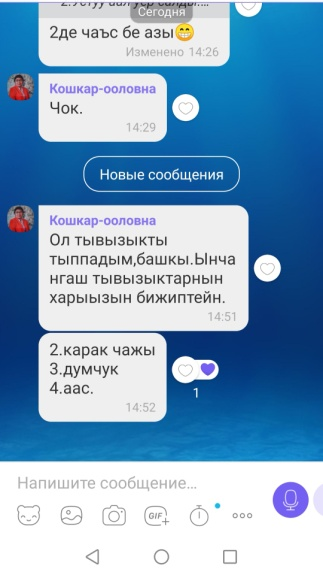 Сегодня
2де чаъс бе азы😁
Изменено 14:26
Кошкар-ооловна
Чок.
14:29
Новые сообщения
Кошкар-ооловна
Ол тывызыкты
тыппадым,башкы.Ынча
нгаш тывызыктарнын
харыызын бижиптейн.
14:51
2.карак чажы
3.думчук
4.аас.
14:52
1
Напишите сообщение...
GIF